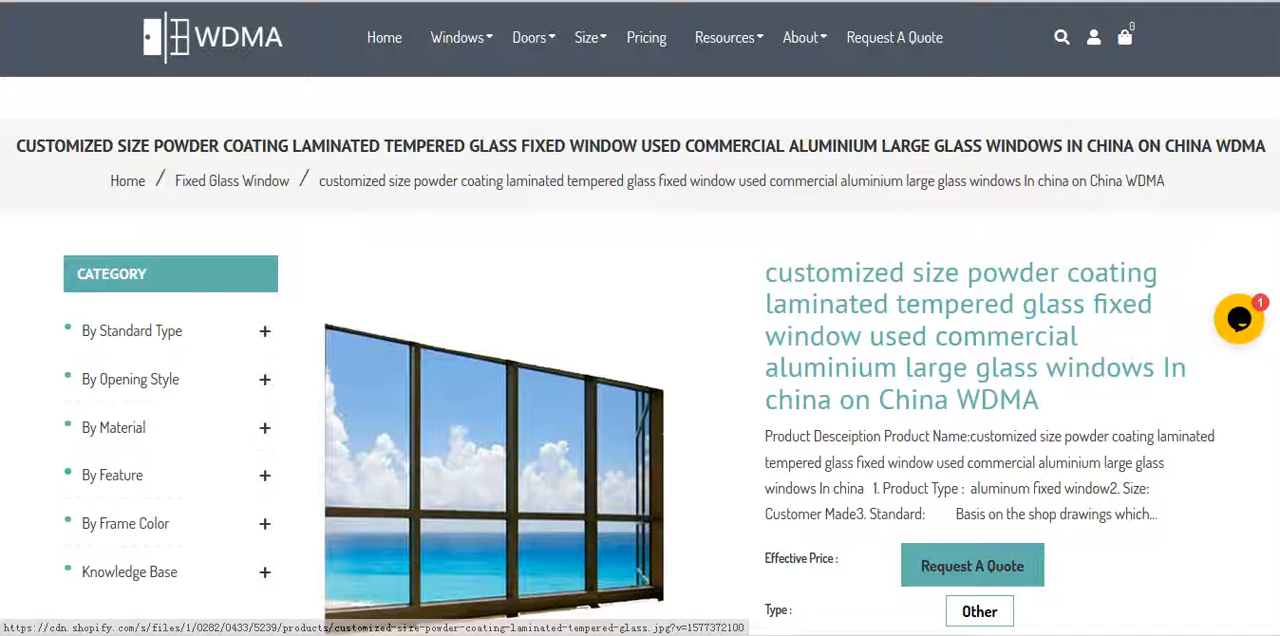 WDMA
Home Windows Doors Size Pricing Resources About Request A Quote
0
CUSTOMIZED SIZE POWDER COATING LAMINATED TEMPERED GLASS FIXED WINDOW USED COMMERCIAL ALUMINIUM LARGE GLASS WINDOWS IN CHINA ON CHINA WDMA
Home / Fixed Glass Window / customized size powder coating laminated tempered glass fixed window used commercial aluminium large glass windows In china on China WDMA
CATEGORY
By Standard Type +
By Opening Style +
By Material +
By Feature +
By Frame Color +
Knowledge Base +
customized size powder coating
laminated tempered glass fixed
window used commercial
aluminium large glass windows In
china on China WDMA
Product Desceiption Product Name:customized size powder coating laminated
tempered glass fixed window used commercial aluminium large glass
windows In china 1. Product Type : aluminum fixed window2. Size:
Customer Made3. Standard: Basis on the shop drawings which...
Effective Price :
Request A Quote
Type :
Other
1
https://cdn.shopify.com/s/files/1/0282/0433/5239/products/customized-size-powder-coating-laminated-tempered-glass.jpg?v=1577372100